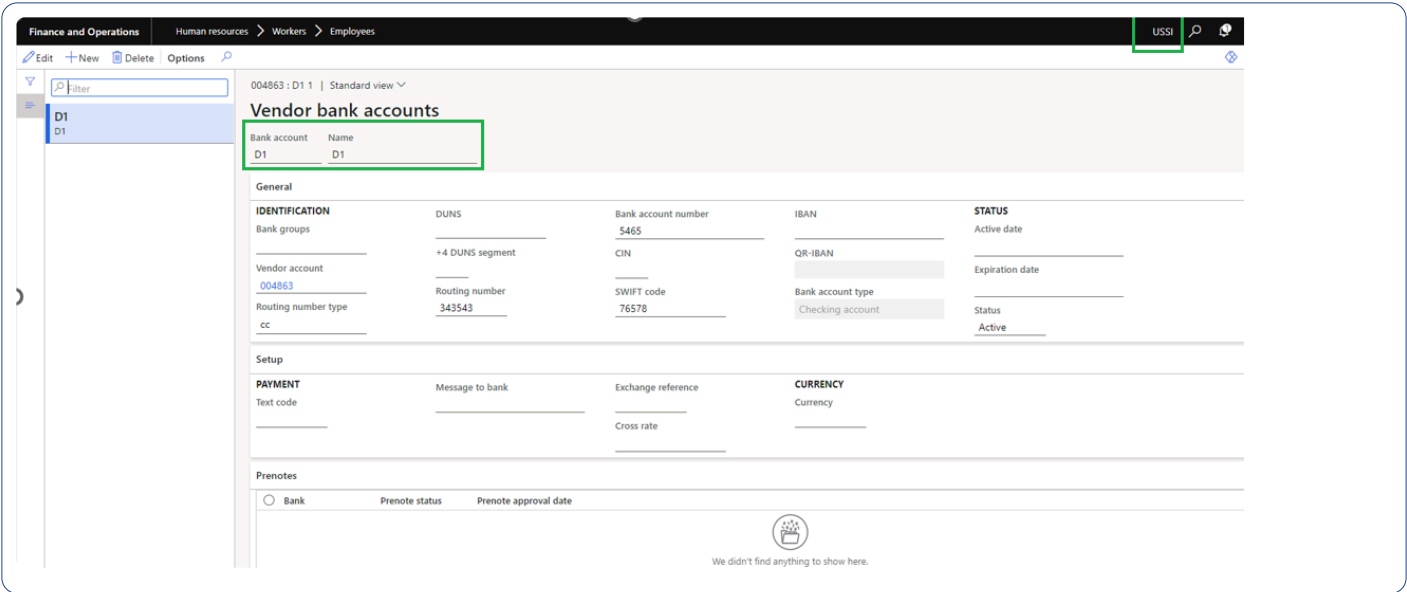 Finance and Operations Human resources Workers Employees USSI
Edit New Delete Options
Filter
D1
D1
004863 : D1 1 | Standard view
Vendor bank accounts
Bank account Name
D1 D1
General
IDENTIFICATION DUNS Bank account number IBAN STATUS
Bank groups 5465 Active date
+4 DUNS segment CIN QR-IBAN
Vendor account Expiration date
004863 Routing number SWIFT code Bank account type
Routing number type 343543 76578 Checking account Status
cc Active
Setup
PAYMENT Message to bank Exchange reference CURRENCY
Text code Currency
Cross rate
Prenotes
Bank Prenote status Prenote approval date
We didn't find anything to show here.